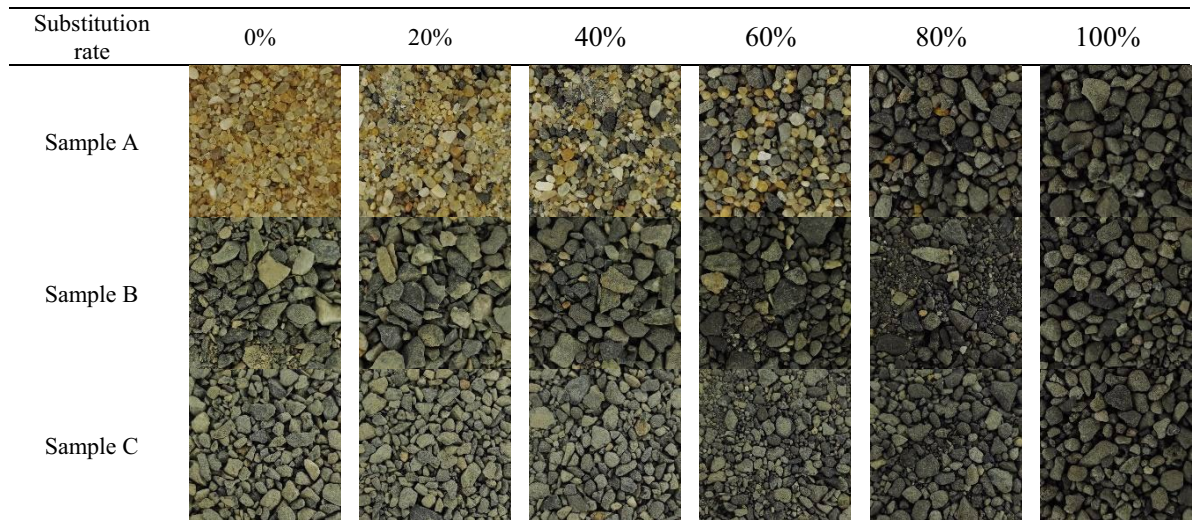 Substitution
rate
0%
20%
40%
60%
80%
100%
Sample A
Sample B
Sample C